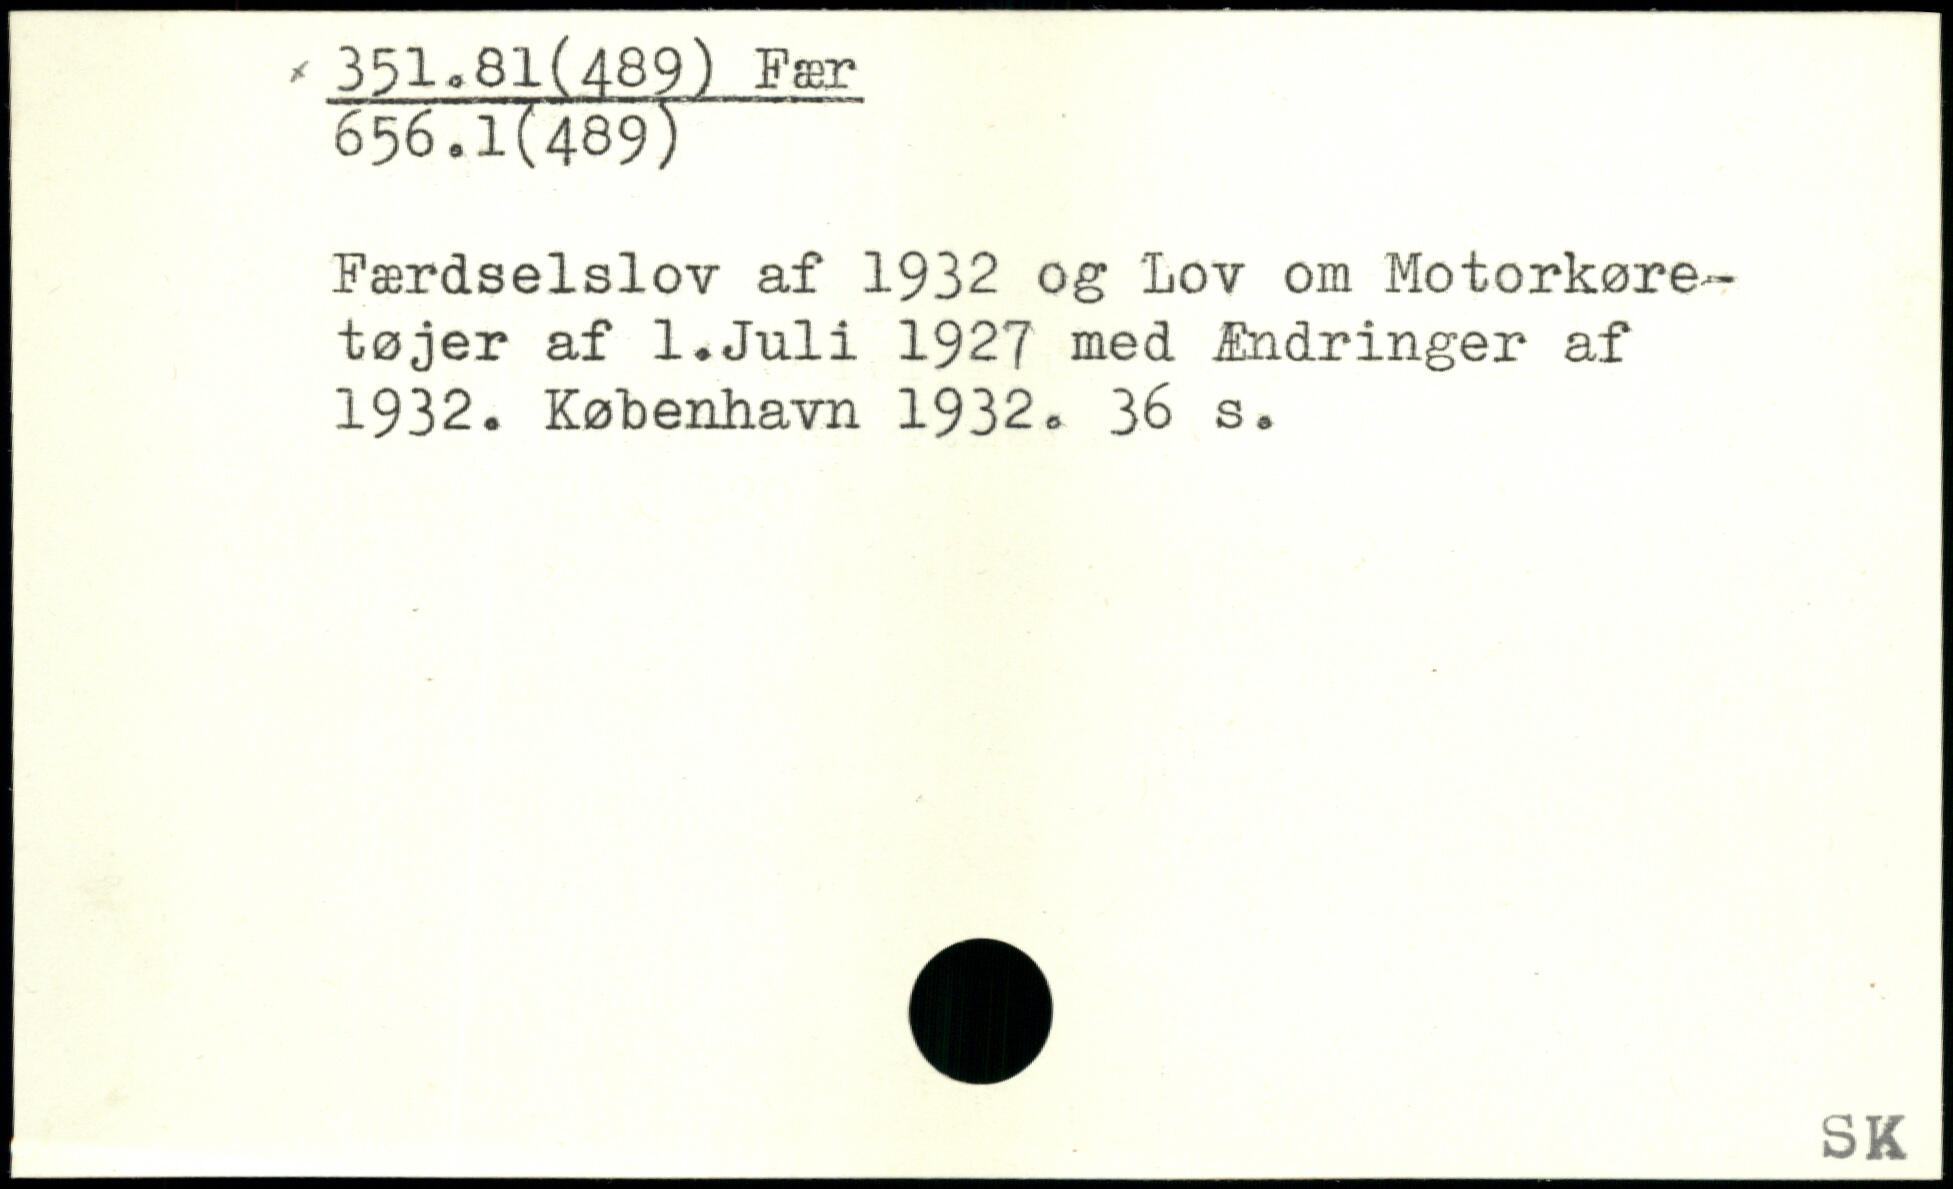 × 351.81(489) Fær
656.1(489)
Færdselslov af 1932 og Lov om Motorkøre-
tøjer af 1.Juli 1927 med Ændringer af
1932. København 1932. 36 s.
SK